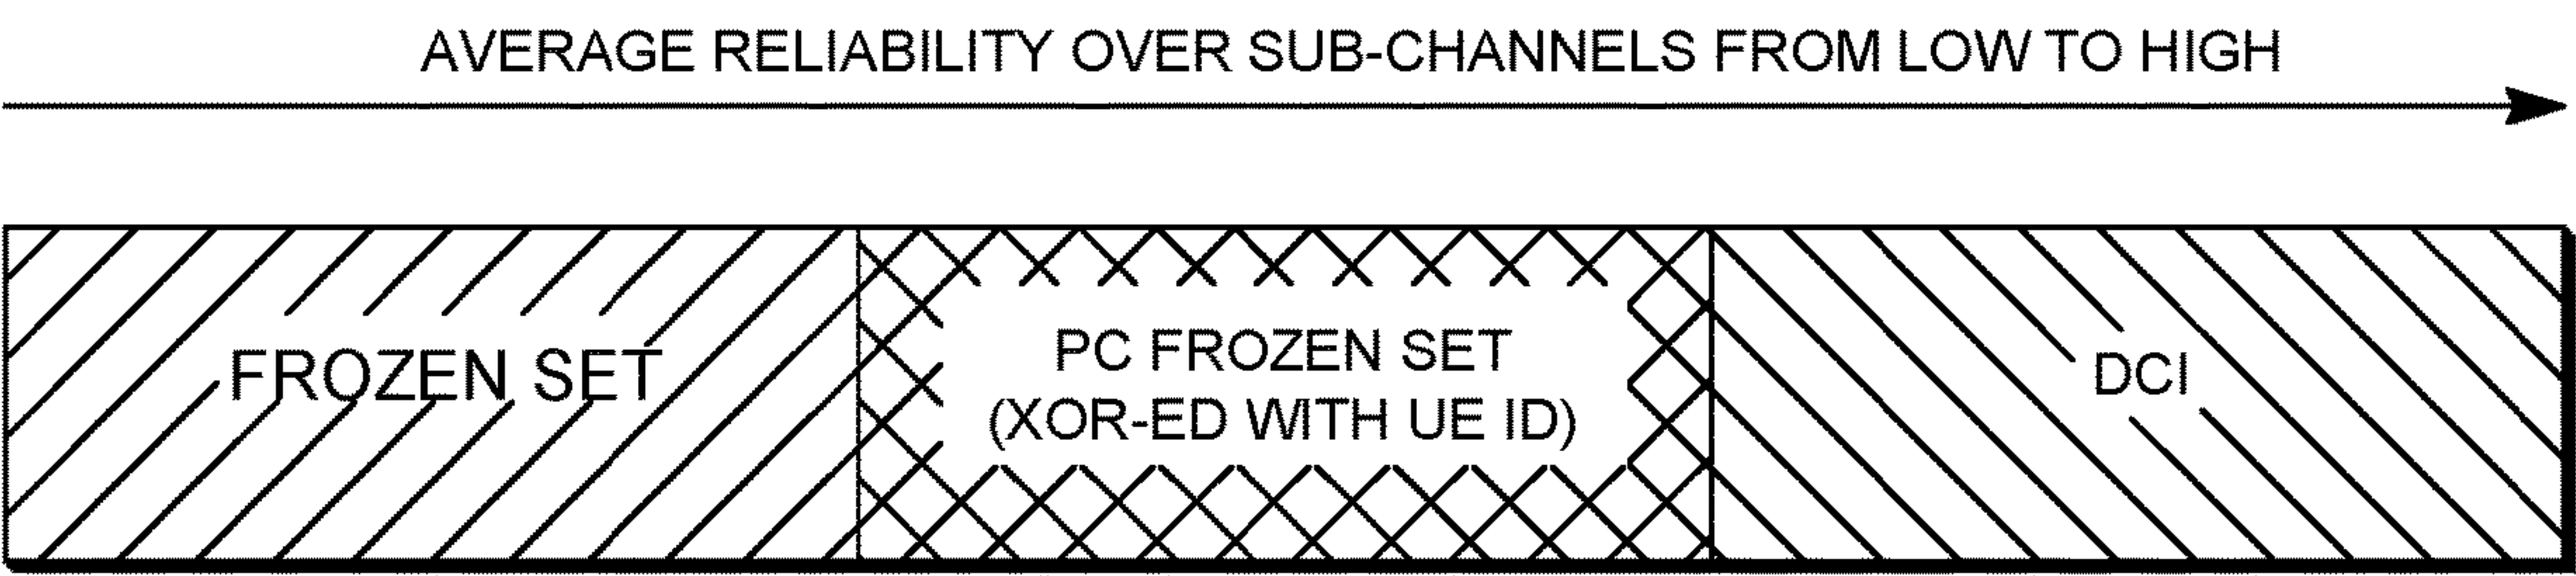 AVERAGE RELIABILITY OVER SUB-CHANNELS FROM LOW TO HIGH
FROZEN SET
PC FROZEN SET
(XOR-ED WITH UE ID)
DCI